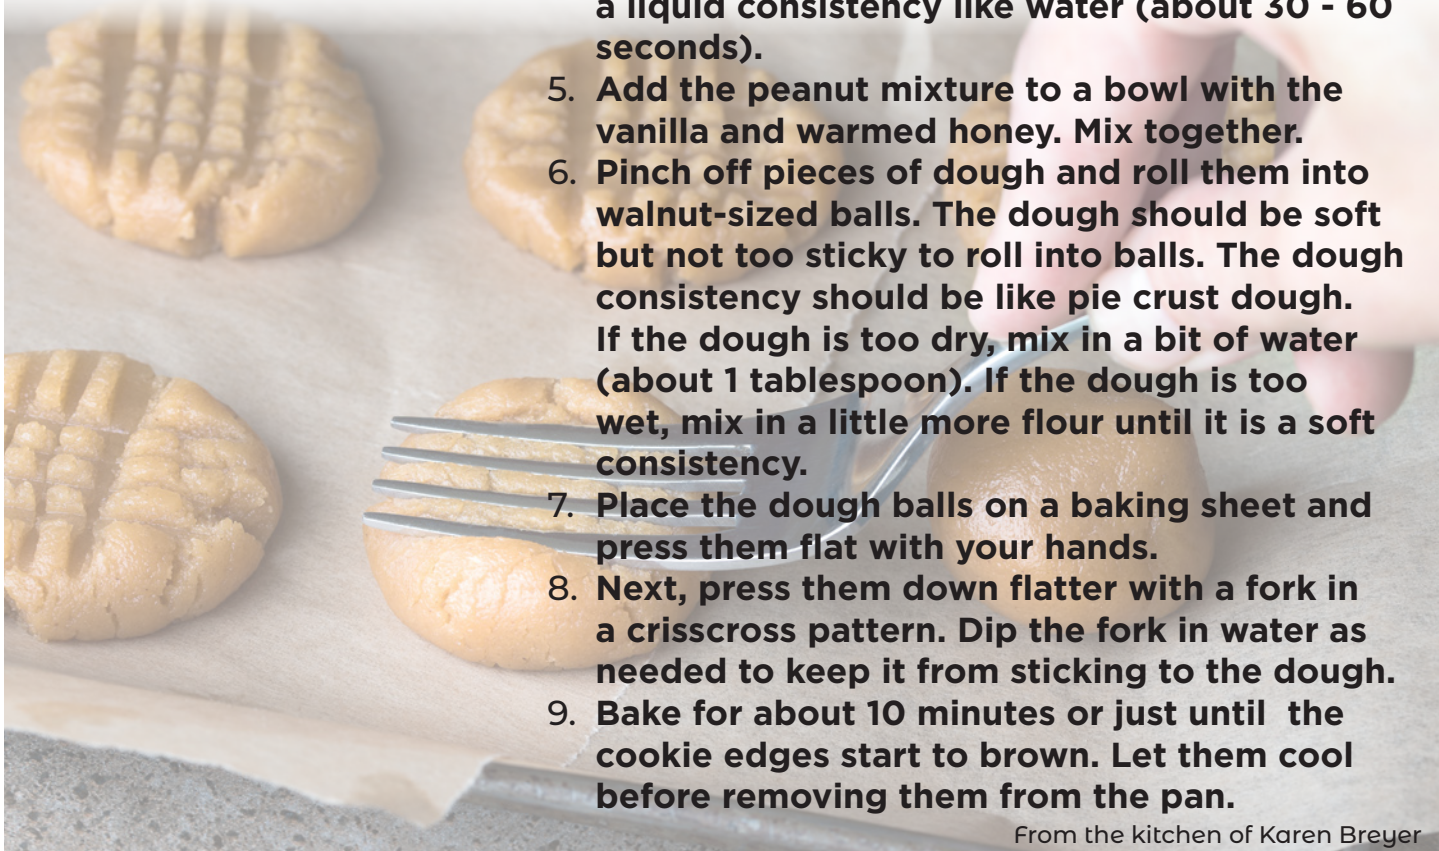 a liquid consistency like water (about 30 - 60
seconds).
5. Add the peanut mixture to a bowl with the
vanilla and warmed honey. Mix together.
6. Pinch off pieces of dough and roll them into
walnut-sized balls. The dough should be soft
but not too sticky to roll into balls. The dough
consistency should be like pie crust dough.
If the dough is too dry, mix in a bit of water
(about 1 tablespoon). If the dough is too
wet, mix in a little more flour until it is a soft
consistency.
7. Place the dough balls on a baking sheet and
press them flat with your hands.
8. Next, press them down flatter with a fork in
a crisscross pattern. Dip the fork in water as
needed to keep it from sticking to the dough.
9. Bake for about 10 minutes or just until  the
cookie edges start to brown. Let them cool
before removing them from the pan.
From the kitchen of Karen Breyer